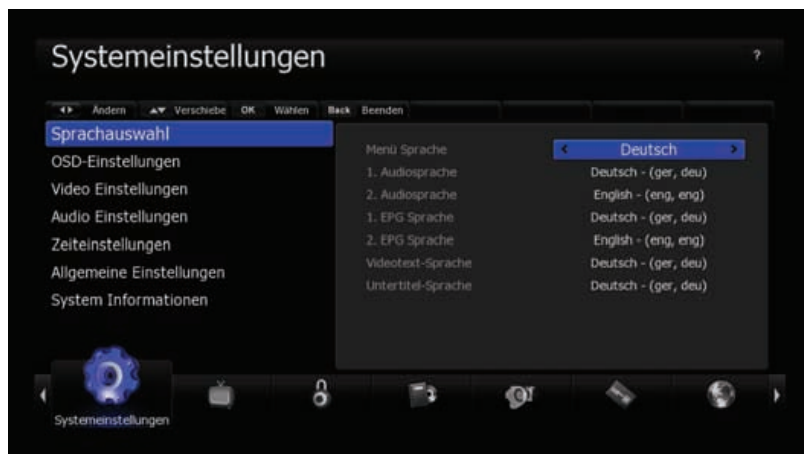 Systemeinstellungen
?
Ändern Verschiebe OK Wählen Back Beenden
Sprachauswahl
OSD-Einstellungen
Video Einstellungen
Audio Einstellungen
Zeiteinstellungen
Allgemeine Einstellungen
System Informationen
Menü Sprache Deutsch
1. Audiosprache Deutsch - (ger, deu)
2. Audiosprache English - (eng, eng)
1. EPG Sprache Deutsch - (ger, deu)
2. EPG Sprache English - (eng, eng)
Videotext-Sprache Deutsch - (ger, deu)
Untertitel-Sprache Deutsch - (ger, deu)
Systemeinstellungen